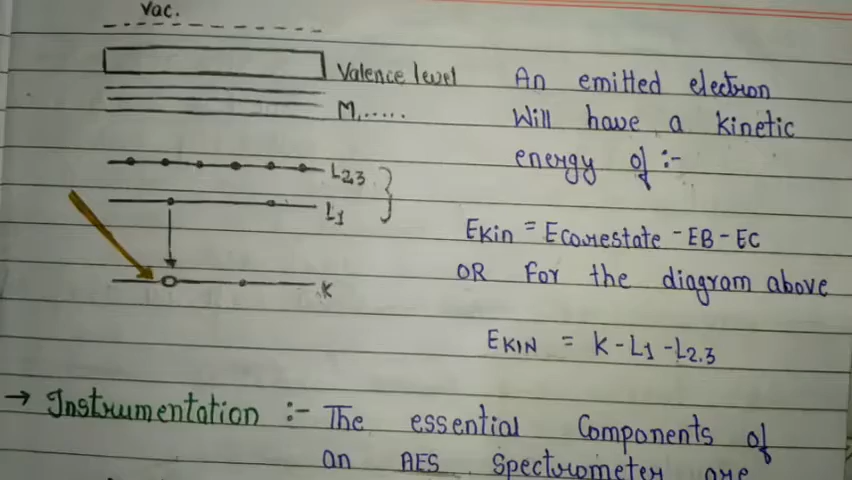 Vac.
Valence level
M,.....
L2,3
L1
K
An emitted electron
Will have a Kinetic
energy of :-
EKin = Ecorestate - EB - EC
OR For the diagram above
EKIN = K - L1 - L2.3
→ Instrumentation :- The essential Components of
an AES Spectrometer are